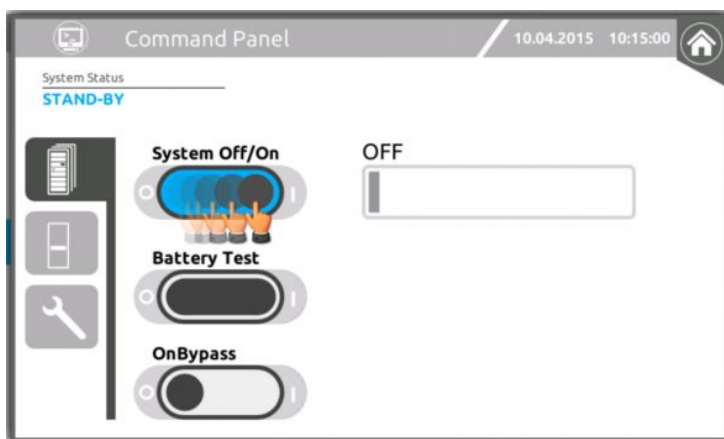 Command Panel
10.04.2015 10:15:00
System Status
STAND-BY
System Off/On
OFF
Battery Test
OnBypass